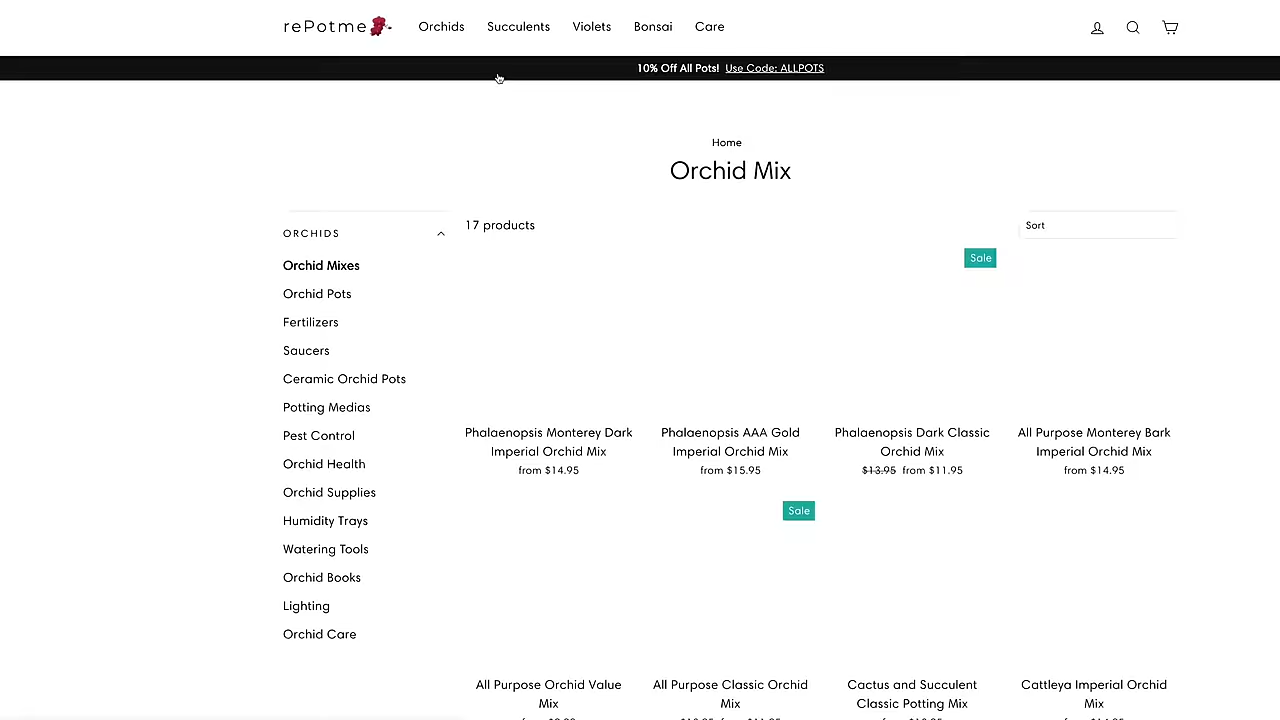 rePotme Orchids Succulents Violets Bonsai Care
10% Off All Pots! Use Code: ALLPOTS
Home
Orchid Mix
ORCHIDS
Orchid Mixes
Orchid Pots
Fertilizers
Saucers
Ceramic Orchid Pots
Potting Medias
Pest Control
Orchid Health
Orchid Supplies
Humidity Trays
Watering Tools
Orchid Books
Lighting
Orchid Care
17 products
Sort
Sale
Phalaenopsis Monterey Dark
Imperial Orchid Mix
from $14.95
Phalaenopsis AAA Gold
Imperial Orchid Mix
from $15.95
Phalaenopsis Dark Classic
Orchid Mix
$13.95 from $11.95
All Purpose Monterey Bark
Imperial Orchid Mix
from $14.95
Sale
All Purpose Orchid Value
Mix
All Purpose Classic Orchid
Mix
Cactus and Succulent
Classic Potting Mix
Cattleya Imperial Orchid
Mix